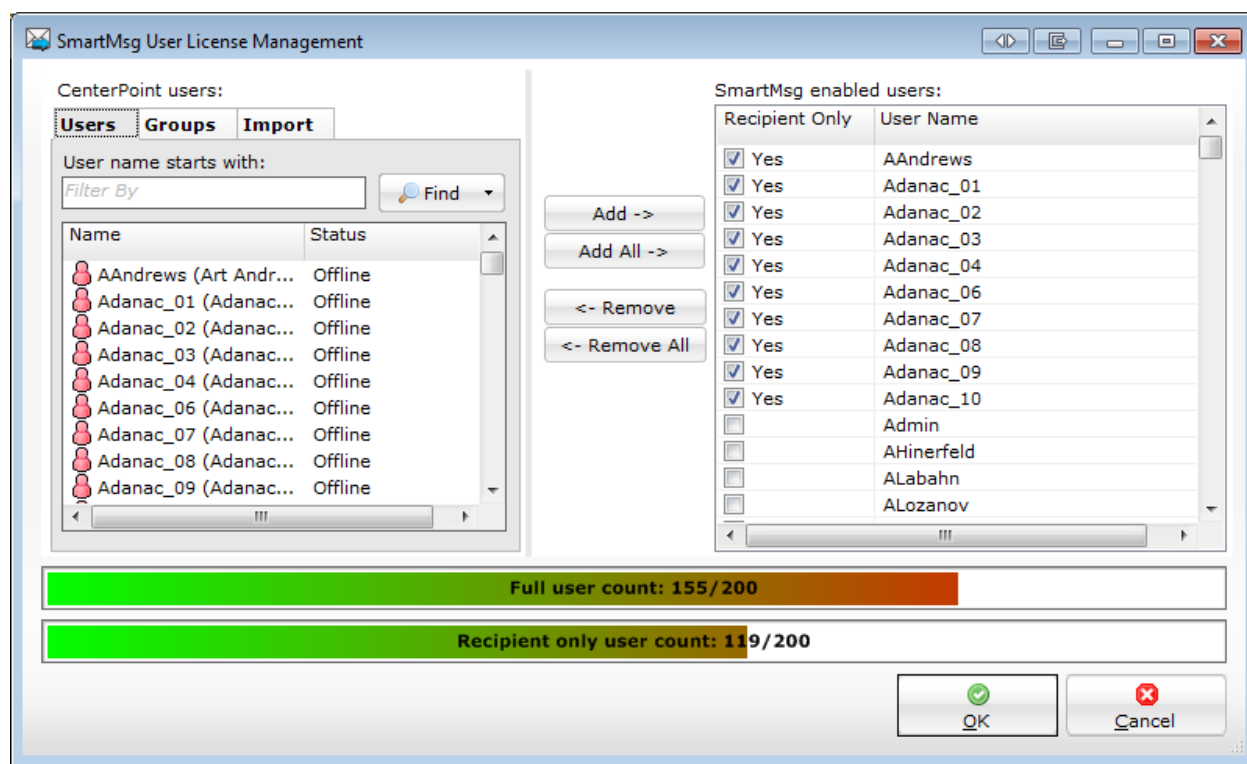 SmartMsg User License Management
CenterPoint users:
Users Groups Import
User name starts with:
Filter By
Find
Name Status
AAndrews (Art Andr... Offline
Adanac_01 (Adanac... Offline
Adanac_02 (Adanac... Offline
Adanac_03 (Adanac... Offline
Adanac_04 (Adanac... Offline
Adanac_06 (Adanac... Offline
Adanac_07 (Adanac... Offline
Adanac_08 (Adanac... Offline
Adanac_09 (Adanac... Offline
Add ->
Add All ->
<- Remove
<- Remove All
SmartMsg enabled users:
Recipient Only User Name
Yes AAndrews
Yes Adanac_01
Yes Adanac_02
Yes Adanac_03
Yes Adanac_04
Yes Adanac_06
Yes Adanac_07
Yes Adanac_08
Yes Adanac_09
Yes Adanac_10
Admin
AHinerfeld
ALabahn
ALozanov
Full user count: 155/200
Recipient only user count: 119/200
OK
Cancel